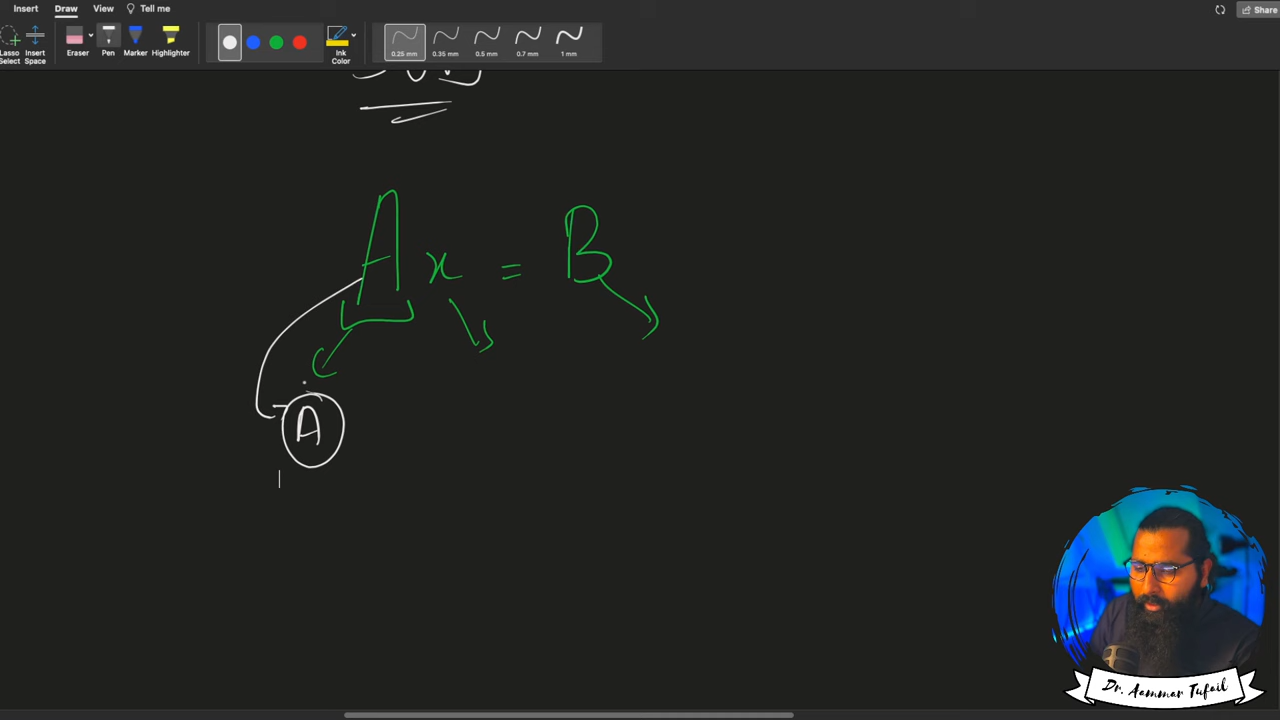 Insert Draw View Tell me
Share
Lasso Select
Insert Space
Eraser
Pen
Marker
Highlighter
Ink Color
0.25 mm
0.35 mm
0.5 mm
0.7 mm
1 mm
A x = B
A
Dr. Aammar Tufail